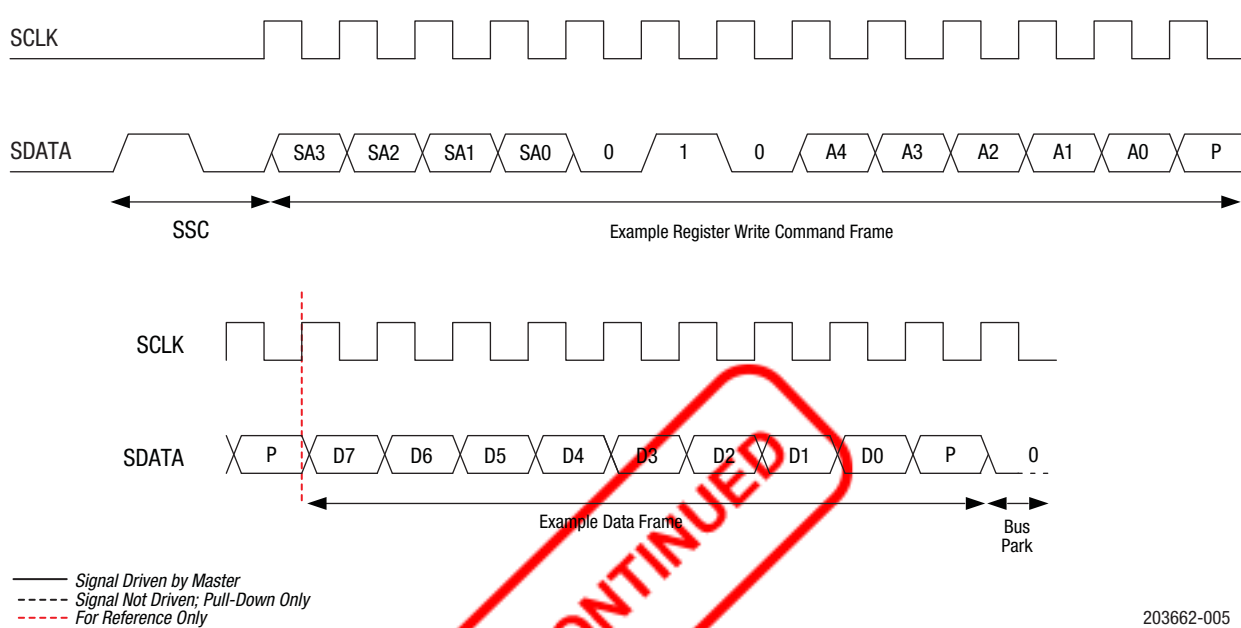 SCLK
SDATA SA3 SA2 SA1 SA0 0 1 0 A4 A3 A2 A1 A0 P
SSC
Example Register Write Command Frame
SCLK
SDATA P D7 D6 D5 D4 D3 D2 D1 D0 P 0
Example Data Frame
Bus
Park
Signal Driven by Master
Signal Not Driven; Pull-Down Only
For Reference Only
203662-005
ONTINUED